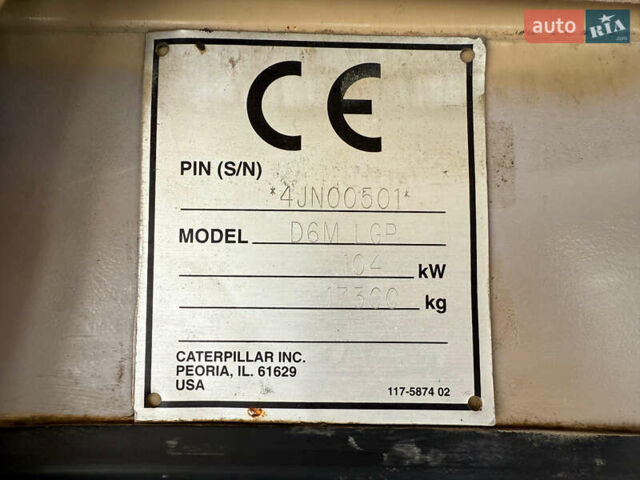 auto RIA.com
CE
PIN (S/N)
*4JN00501*
MODEL D6M LGP
104 kW
17300 kg
CATERPILLAR INC.
PEORIA, IL. 61629
USA
117-5874 02